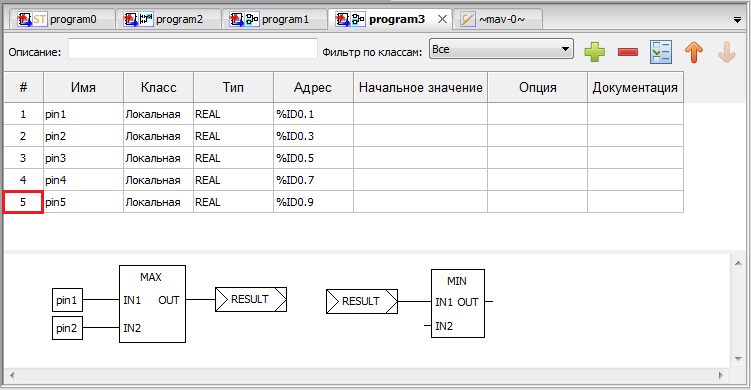 ST program0 program2 program1 program3 ~mav-0~
Описание: Фильтр по классам: Все
# Имя Класс Тип Адрес Начальное значение Опция Документация
1 pin1 Локальная REAL %ID0.1
2 pin2 Локальная REAL %ID0.3
3 pin3 Локальная REAL %ID0.5
4 pin4 Локальная REAL %ID0.7
5 pin5 Локальная REAL %ID0.9
MAX
pin1 IN1 OUT RESULT
pin2 IN2
MIN
RESULT IN1 OUT
IN2